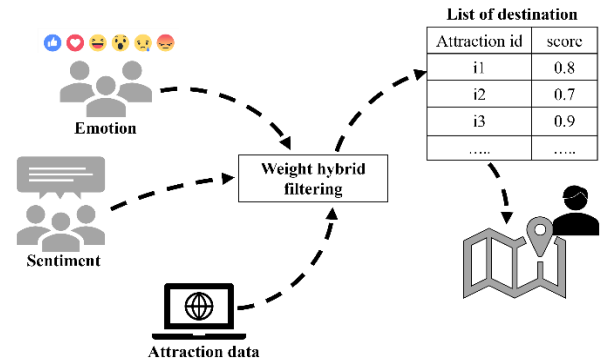 List of destination
Attraction id score
i1 0.8
i2 0.7
i3 0.9
..... .....
Emotion
Weight hybrid
filtering
Sentiment
Attraction data